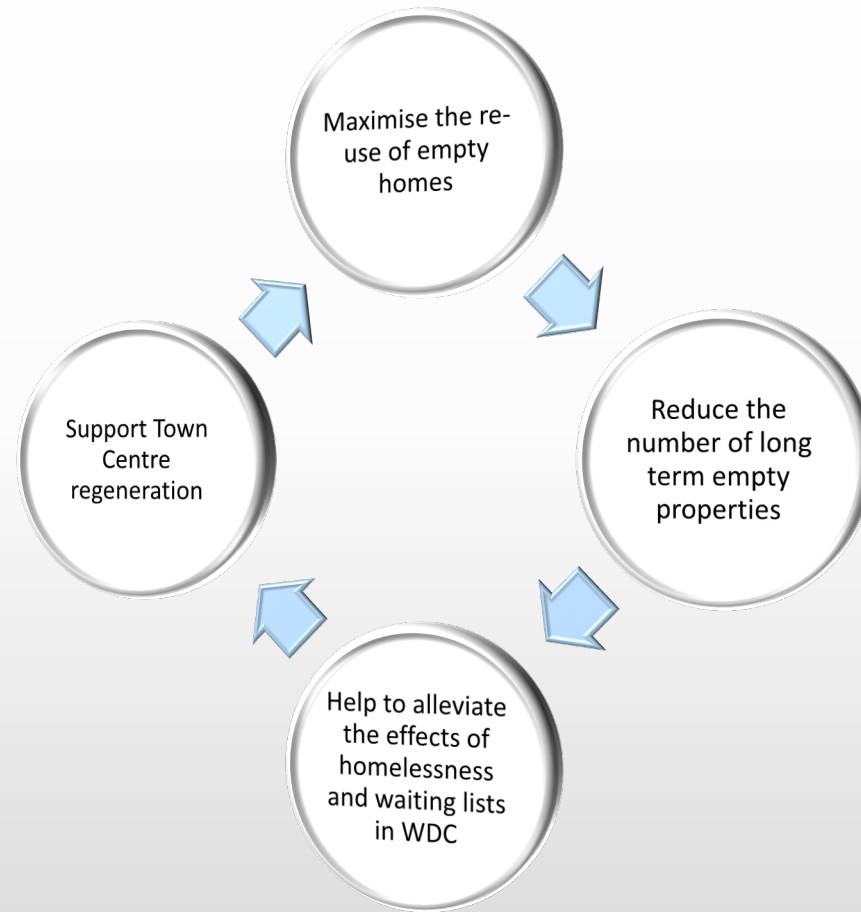 Maximise the re-
use of empty
homes
Reduce the
number of long
term empty
properties
Help to alleviate
the effects of
homelessness
and waiting lists
in WDC
Support Town
Centre
regeneration